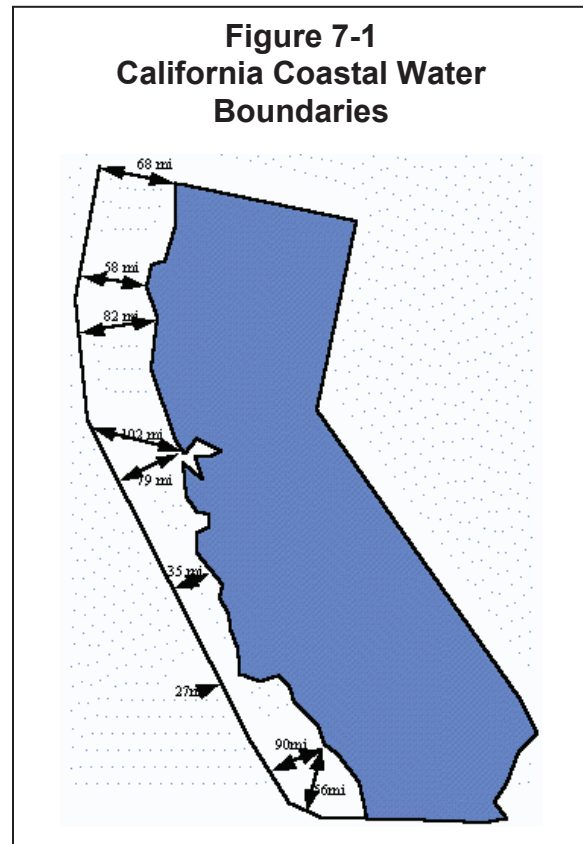 Figure 7-1
California Coastal Water
Boundaries
68 mi
58 mi
82 mi
102 mi
79 mi
35 mi
27mi
90mi
56mi